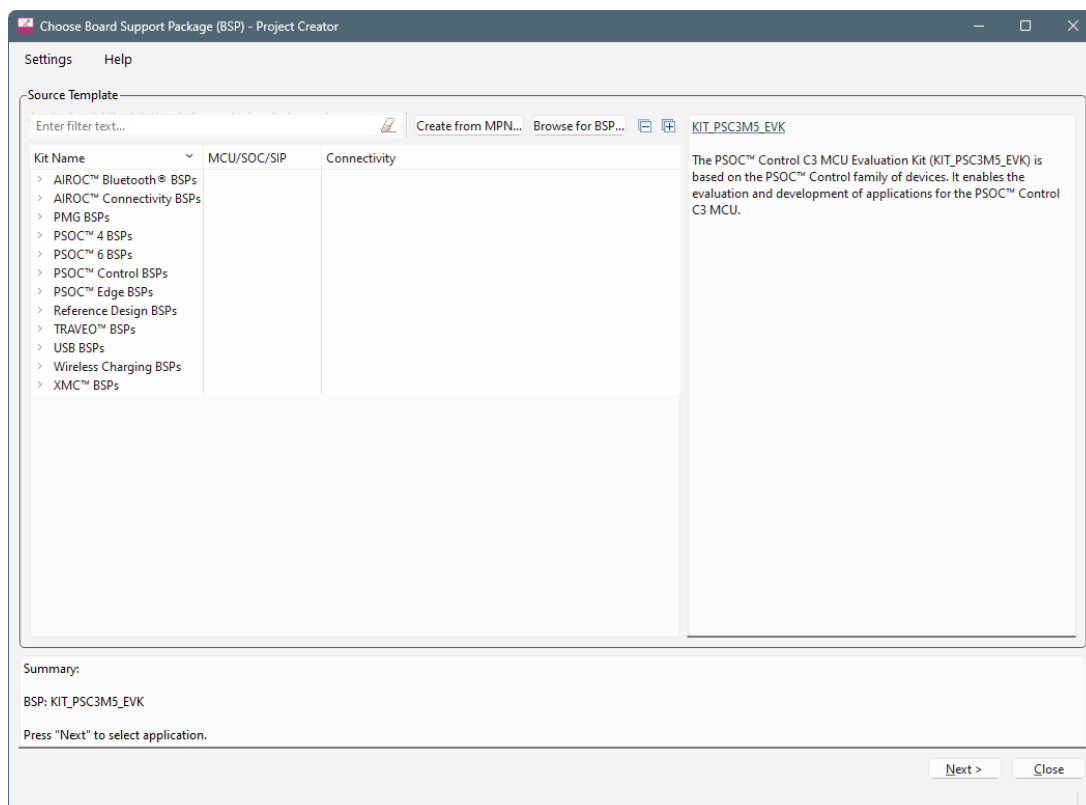 Choose Board Support Package (BSP) - Project Creator
Settings Help
Source Template
Enter filter text... Create from MPN... Browse for BSP...
Kit Name MCU/SOC/SIP Connectivity
AIROC™ Bluetooth® BSPs
AIROC™ Connectivity BSPs
PMG BSPs
PSOC™ 4 BSPs
PSOC™ 6 BSPs
PSOC™ Control BSPs
PSOC™ Edge BSPs
Reference Design BSPs
TRAVEO™ BSPs
USB BSPs
Wireless Charging BSPs
XMC™ BSPs
KIT_PSC3M5_EVK
The PSOC™ Control C3 MCU Evaluation Kit (KIT_PSC3M5_EVK) is
based on the PSOC™ Control family of devices. It enables the
evaluation and development of applications for the PSOC™ Control
C3 MCU.
Summary:
BSP: KIT_PSC3M5_EVK
Press "Next" to select application.
Next > Close